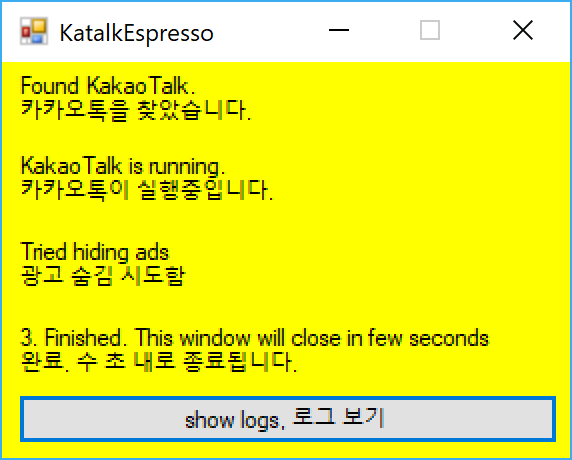 KatalkEspresso
Found KakaoTalk.
카카오톡을 찾았습니다.
KakaoTalk is running.
카카오톡이 실행중입니다.
Tried hiding ads
광고 숨김 시도함
3. Finished. This window will close in few seconds
완료. 수 초 내로 종료됩니다.
show logs, 로그 보기